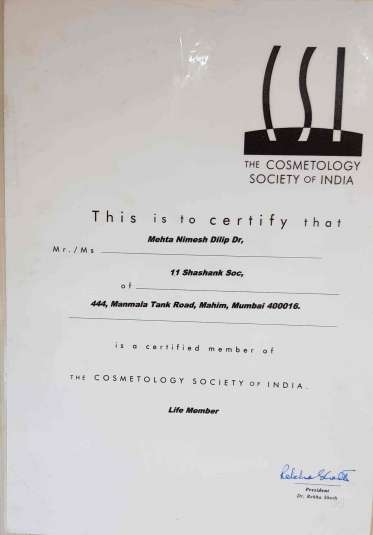 CSI
THE COSMETOLOGY
SOCIETY OF INDIA
This is to certify that
Mehta Nimesh Dilip Dr,
Mr./Ms
11 Shashank Soc,
of
444, Manmala Tank Road, Mahim, Mumbai 400016.
is a certified member of
THE COSMETOLOGY SOCIETY OF INDIA.
Life Member
Rekha Sheth
President
Dr. Rekha Sheth